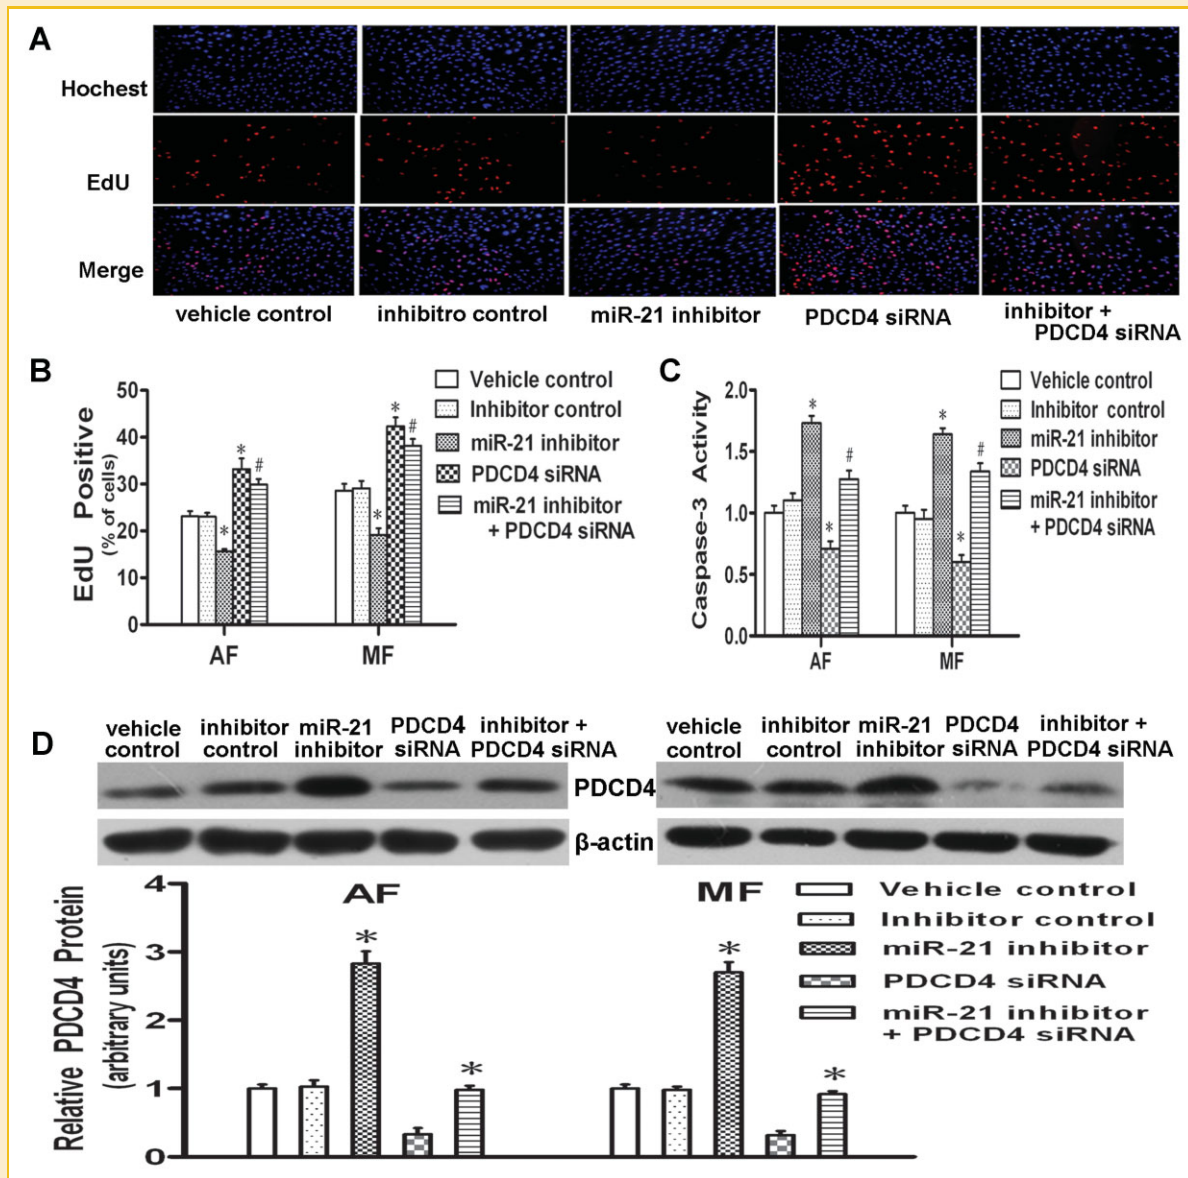 A
Hochest
EdU
Merge
vehicle control
inhibitro control
miR-21 inhibitor
PDCD4 siRNA
inhibitor +
PDCD4 siRNA
B
EdU Positive
(% of cells)
50
40
30
20
10
0
*
*
#
*
*
#
AF
MF
Vehicle control
Inhibitor control
miR-21 inhibitor
PDCD4 siRNA
miR-21 inhibitor
+ PDCD4 siRNA
C
Caspase-3 Activity
2.0
1.5
1.0
0.5
0.0
*
*
#
*
*
#
AF
MF
Vehicle control
Inhibitor control
miR-21 inhibitor
PDCD4 siRNA
miR-21 inhibitor
+ PDCD4 siRNA
D
vehicle control
inhibitor control
miR-21 inhibitor
PDCD4 siRNA
inhibitor +
PDCD4 siRNA
vehicle control
inhibitor control
miR-21 inhibitor
PDCD4 siRNA
inhibitor +
PDCD4 siRNA
PDCD4
β-actin
Relative PDCD4 Protein
(arbitrary units)
4
3
2
1
0
AF
MF
*
*
*
*
Vehicle control
Inhibitor control
miR-21 inhibitor
PDCD4 siRNA
miR-21 inhibitor
+ PDCD4 siRNA